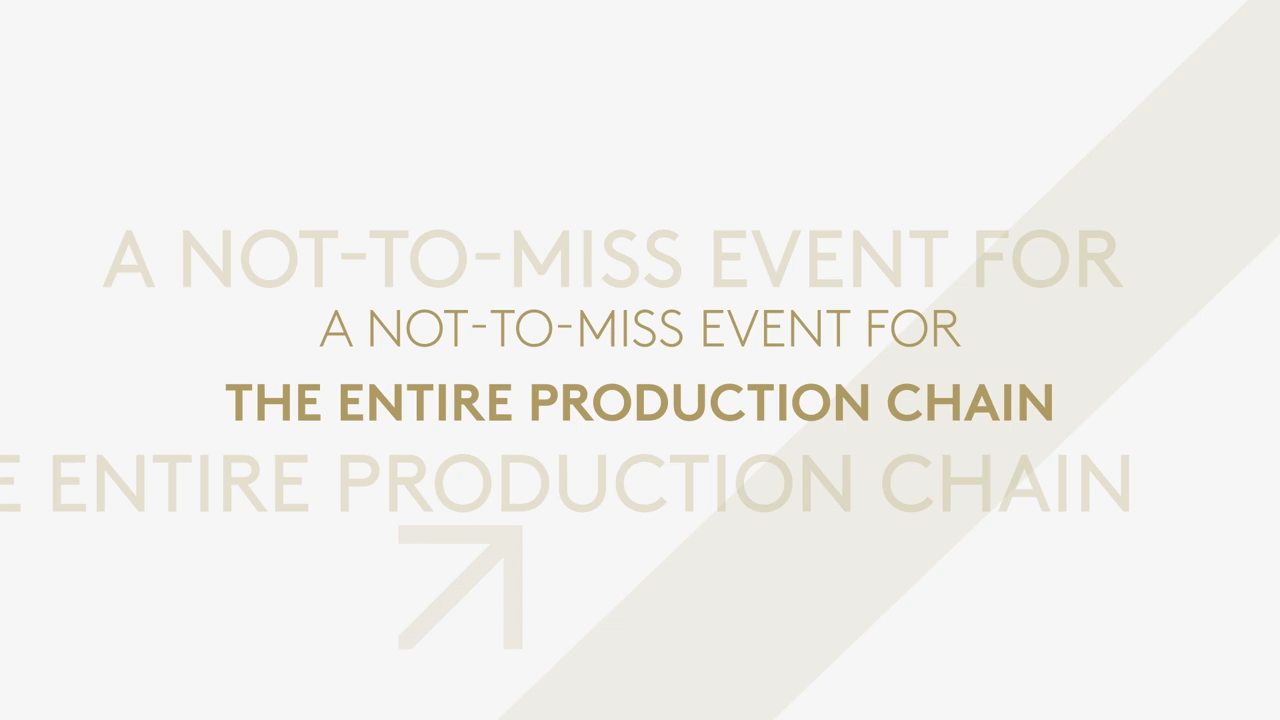 A NOT-TO-MISS EVENT FOR
A NOT-TO-MISS EVENT FOR
THE ENTIRE PRODUCTION CHAIN
E ENTIRE PRODUCTION CHAIN